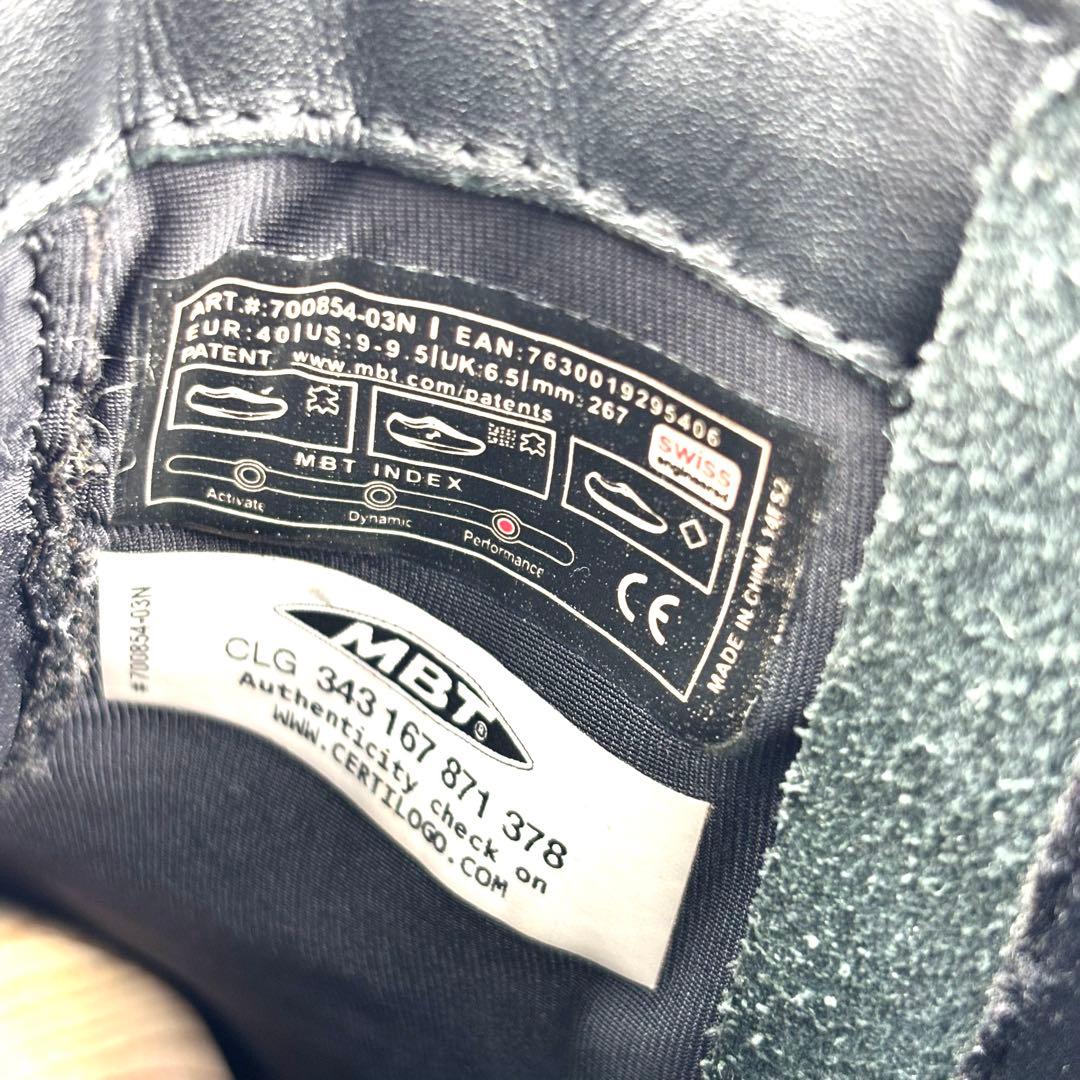 ART.#:700854-03N | EAN:7630019295406
EUR:40|US:9-9.5|UK:6.5|mm:267
PATENT www.mbt.com/patents
swiss
engineered
MBT INDEX
Activate
Dynamic
Performance
CE
MADE IN CHINA 14FS2
#700854-03N
MBT®
CLG 343 167 871 378
Authenticity check on
WWW.CERTILOGO.COM